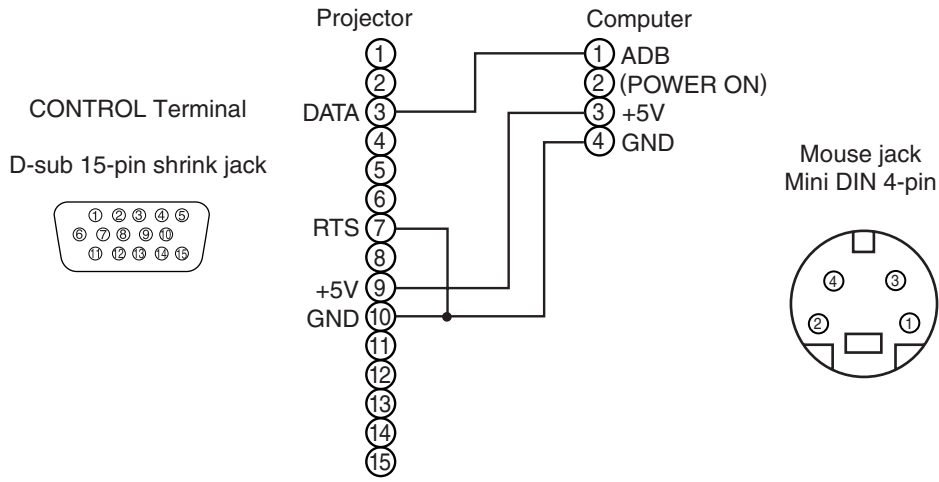 Projector
Computer
CONTROL Terminal
D-sub 15-pin shrink jack
① ② ③ ④ ⑤
⑥ ⑦ ⑧ ⑨ ⑩
⑪ ⑫ ⑬ ⑭ ⑮
①
②
DATA ③
④
⑤
⑥
RTS ⑦
⑧
+5V ⑨
GND ⑩
⑪
⑫
⑬
⑭
⑮
① ADB
② (POWER ON)
③ +5V
④ GND
Mouse jack
Mini DIN 4-pin
④ ③
② ①